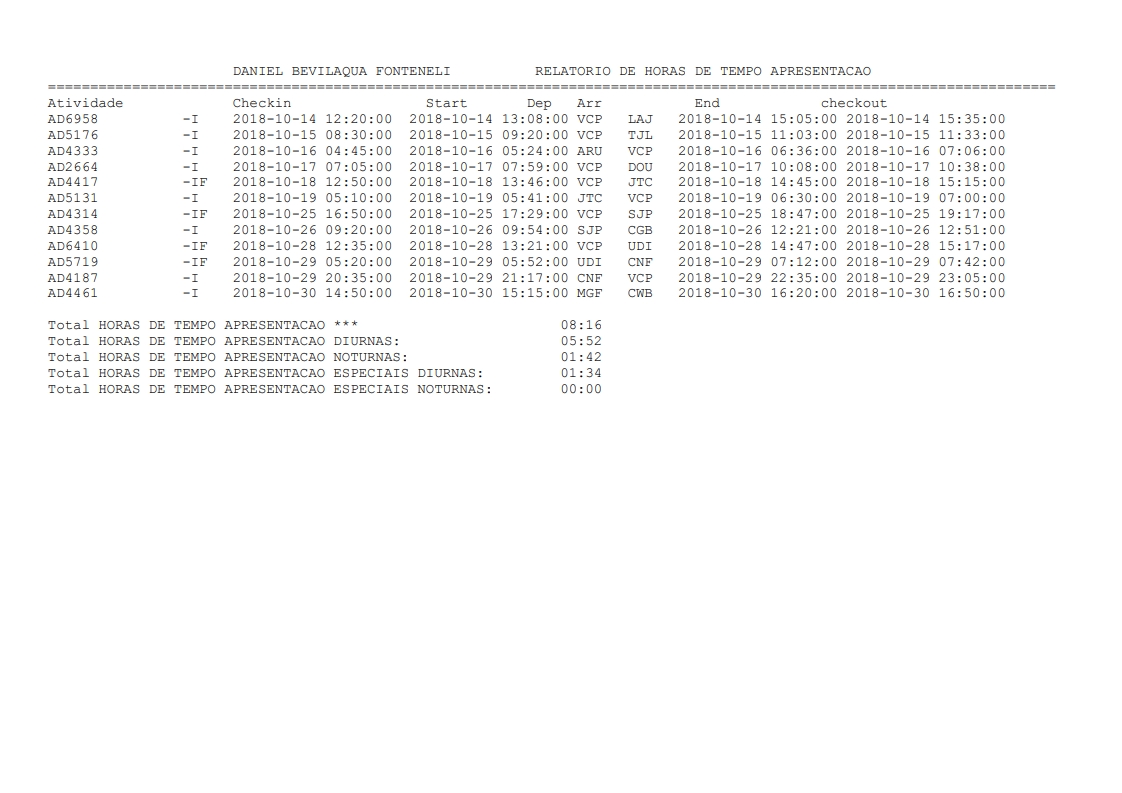 DANIEL BEVILAQUA FONTENELI          RELATORIO DE HORAS DE TEMPO APRESENTACAO
========================================================================================================================
Atividade             Checkin                Start       Dep   Arr           End            checkout
AD6958          -I    2018-10-14 12:20:00  2018-10-14 13:08:00 VCP   LAJ   2018-10-14 15:05:00 2018-10-14 15:35:00
AD5176          -I    2018-10-15 08:30:00  2018-10-15 09:20:00 VCP   TJL   2018-10-15 11:03:00 2018-10-15 11:33:00
AD4333          -I    2018-10-16 04:45:00  2018-10-16 05:24:00 ARU   VCP   2018-10-16 06:36:00 2018-10-16 07:06:00
AD2664          -I    2018-10-17 07:05:00  2018-10-17 07:59:00 VCP   DOU   2018-10-17 10:08:00 2018-10-17 10:38:00
AD4417          -IF   2018-10-18 12:50:00  2018-10-18 13:46:00 VCP   JTC   2018-10-18 14:45:00 2018-10-18 15:15:00
AD5131          -I    2018-10-19 05:10:00  2018-10-19 05:41:00 JTC   VCP   2018-10-19 06:30:00 2018-10-19 07:00:00
AD4314          -IF   2018-10-25 16:50:00  2018-10-25 17:29:00 VCP   SJP   2018-10-25 18:47:00 2018-10-25 19:17:00
AD4358          -I    2018-10-26 09:20:00  2018-10-26 09:54:00 SJP   CGB   2018-10-26 12:21:00 2018-10-26 12:51:00
AD6410          -IF   2018-10-28 12:35:00  2018-10-28 13:21:00 VCP   UDI   2018-10-28 14:47:00 2018-10-28 15:17:00
AD5719          -IF   2018-10-29 05:20:00  2018-10-29 05:52:00 UDI   CNF   2018-10-29 07:12:00 2018-10-29 07:42:00
AD4187          -I    2018-10-29 20:35:00  2018-10-29 21:17:00 CNF   VCP   2018-10-29 22:35:00 2018-10-29 23:05:00
AD4461          -I    2018-10-30 14:50:00  2018-10-30 15:15:00 MGF   CWB   2018-10-30 16:20:00 2018-10-30 16:50:00
Total HORAS DE TEMPO APRESENTACAO ***                        08:16
Total HORAS DE TEMPO APRESENTACAO DIURNAS:                   05:52
Total HORAS DE TEMPO APRESENTACAO NOTURNAS:                  01:42
Total HORAS DE TEMPO APRESENTACAO ESPECIAIS DIURNAS:         01:34
Total HORAS DE TEMPO APRESENTACAO ESPECIAIS NOTURNAS:        00:00